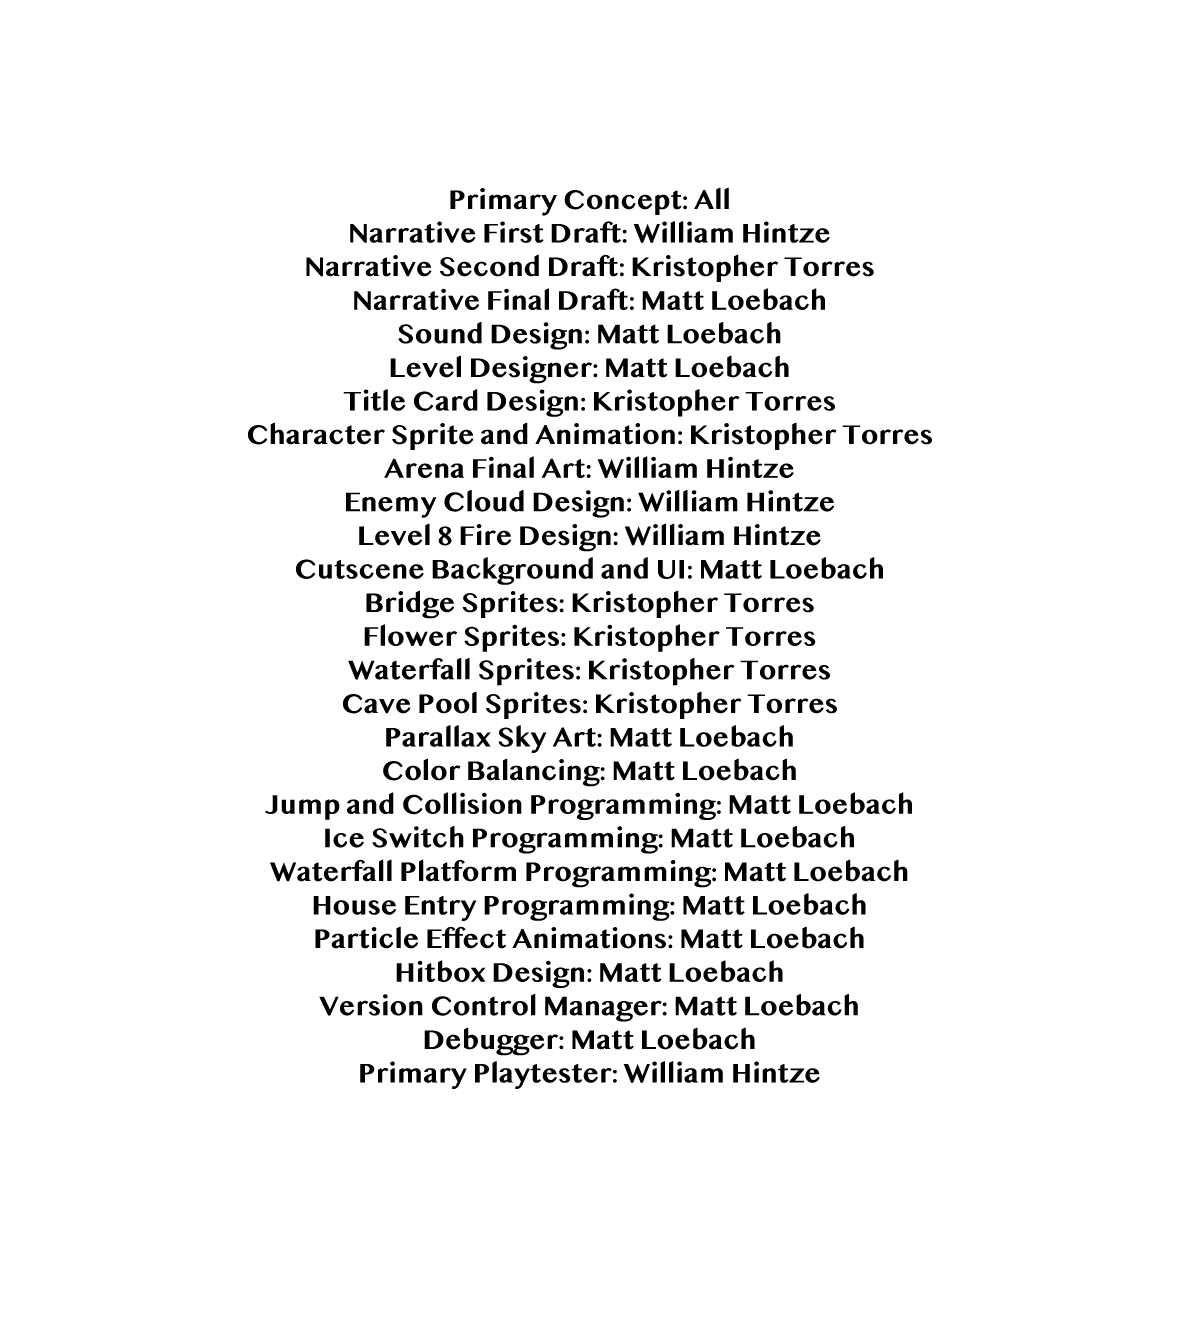 Primary Concept: All
Narrative First Draft: William Hintze
Narrative Second Draft: Kristopher Torres
Narrative Final Draft: Matt Loebach
Sound Design: Matt Loebach
Level Designer: Matt Loebach
Title Card Design: Kristopher Torres
Character Sprite and Animation: Kristopher Torres
Arena Final Art: William Hintze
Enemy Cloud Design: William Hintze
Level 8 Fire Design: William Hintze
Cutscene Background and UI: Matt Loebach
Bridge Sprites: Kristopher Torres
Flower Sprites: Kristopher Torres
Waterfall Sprites: Kristopher Torres
Cave Pool Sprites: Kristopher Torres
Parallax Sky Art: Matt Loebach
Color Balancing: Matt Loebach
Jump and Collision Programming: Matt Loebach
Ice Switch Programming: Matt Loebach
Waterfall Platform Programming: Matt Loebach
House Entry Programming: Matt Loebach
Particle Effect Animations: Matt Loebach
Hitbox Design: Matt Loebach
Version Control Manager: Matt Loebach
Debugger: Matt Loebach
Primary Playtester: William Hintze